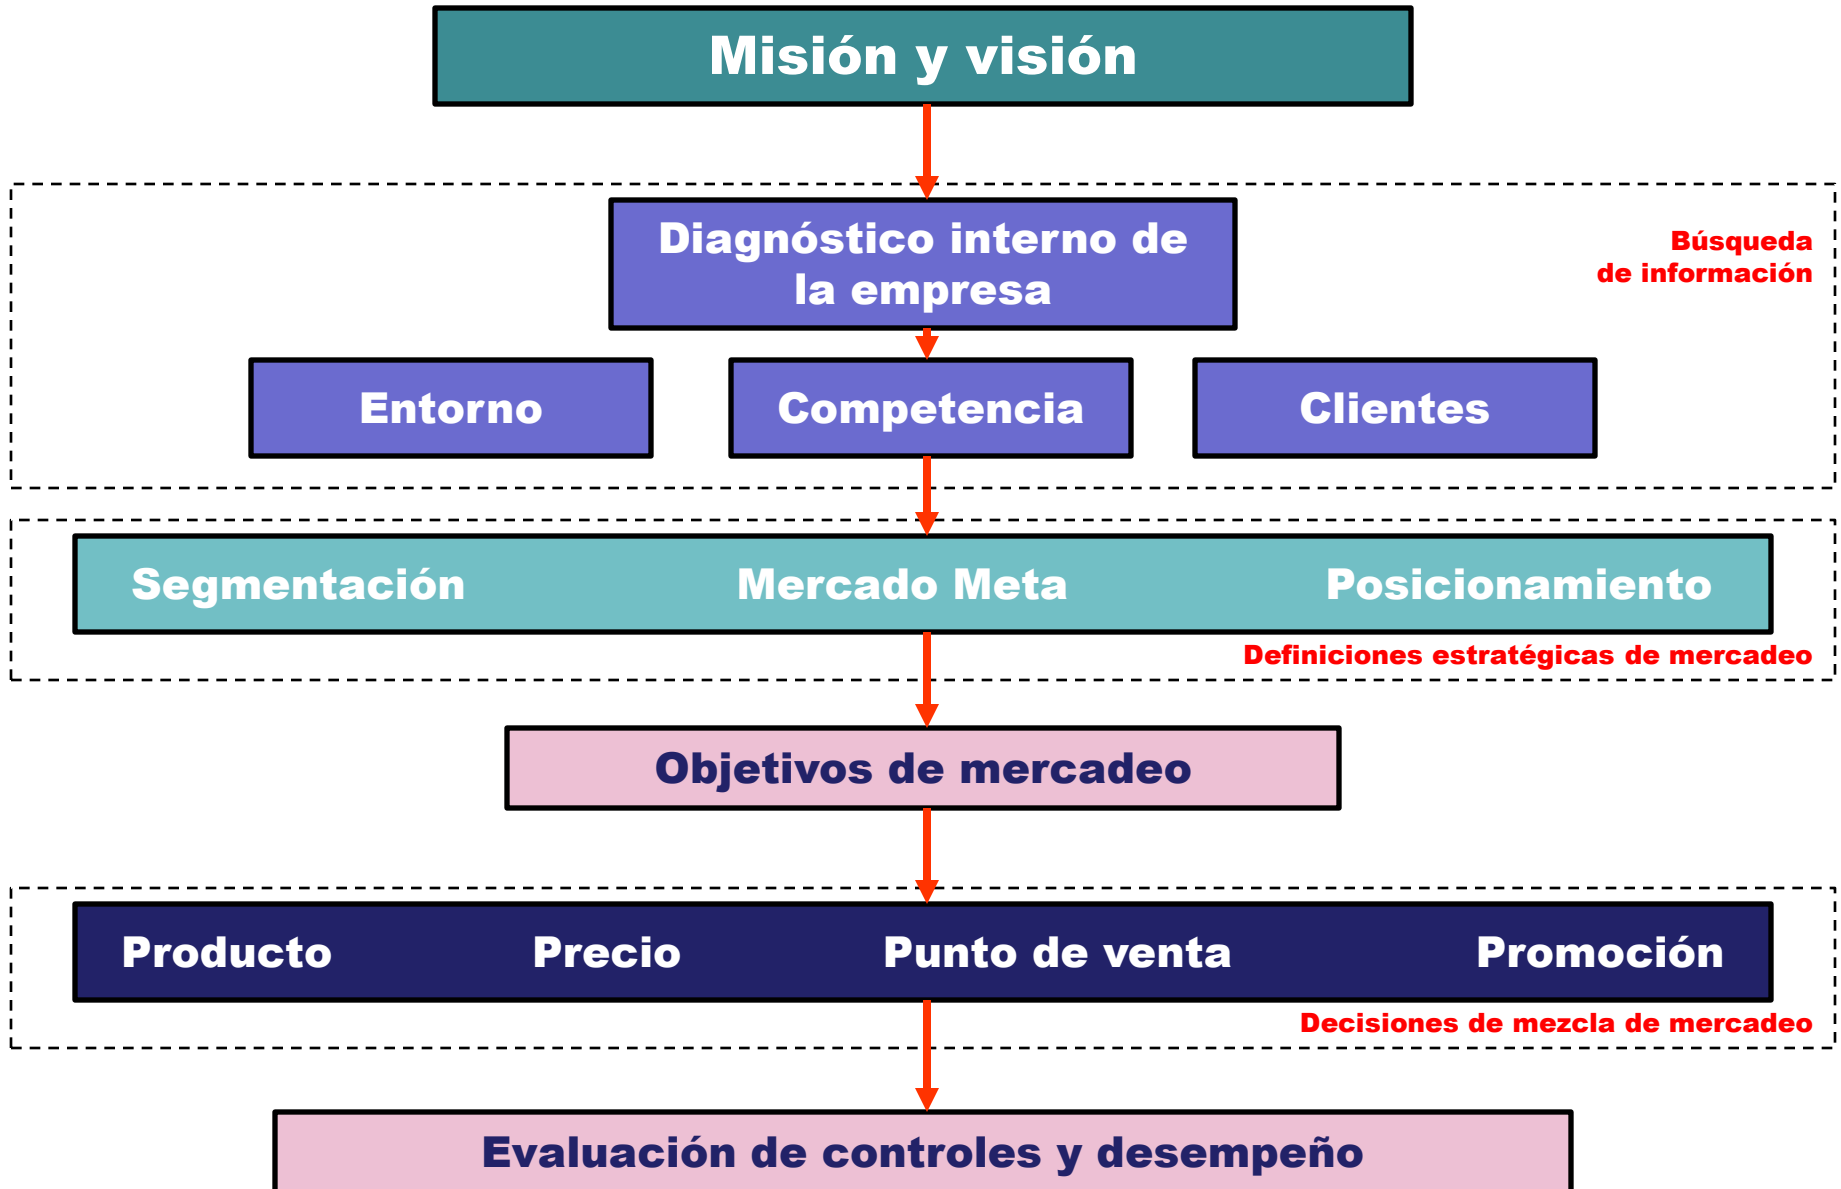 Misión y visión
Diagnóstico interno de
la empresa
Búsqueda
de información
Entorno
Competencia
Clientes
Segmentación
Mercado Meta
Posicionamiento
Definiciones estratégicas de mercadeo
Objetivos de mercadeo
Producto
Precio
Punto de venta
Promoción
Decisiones de mezcla de mercadeo
Evaluación de controles y desempeño